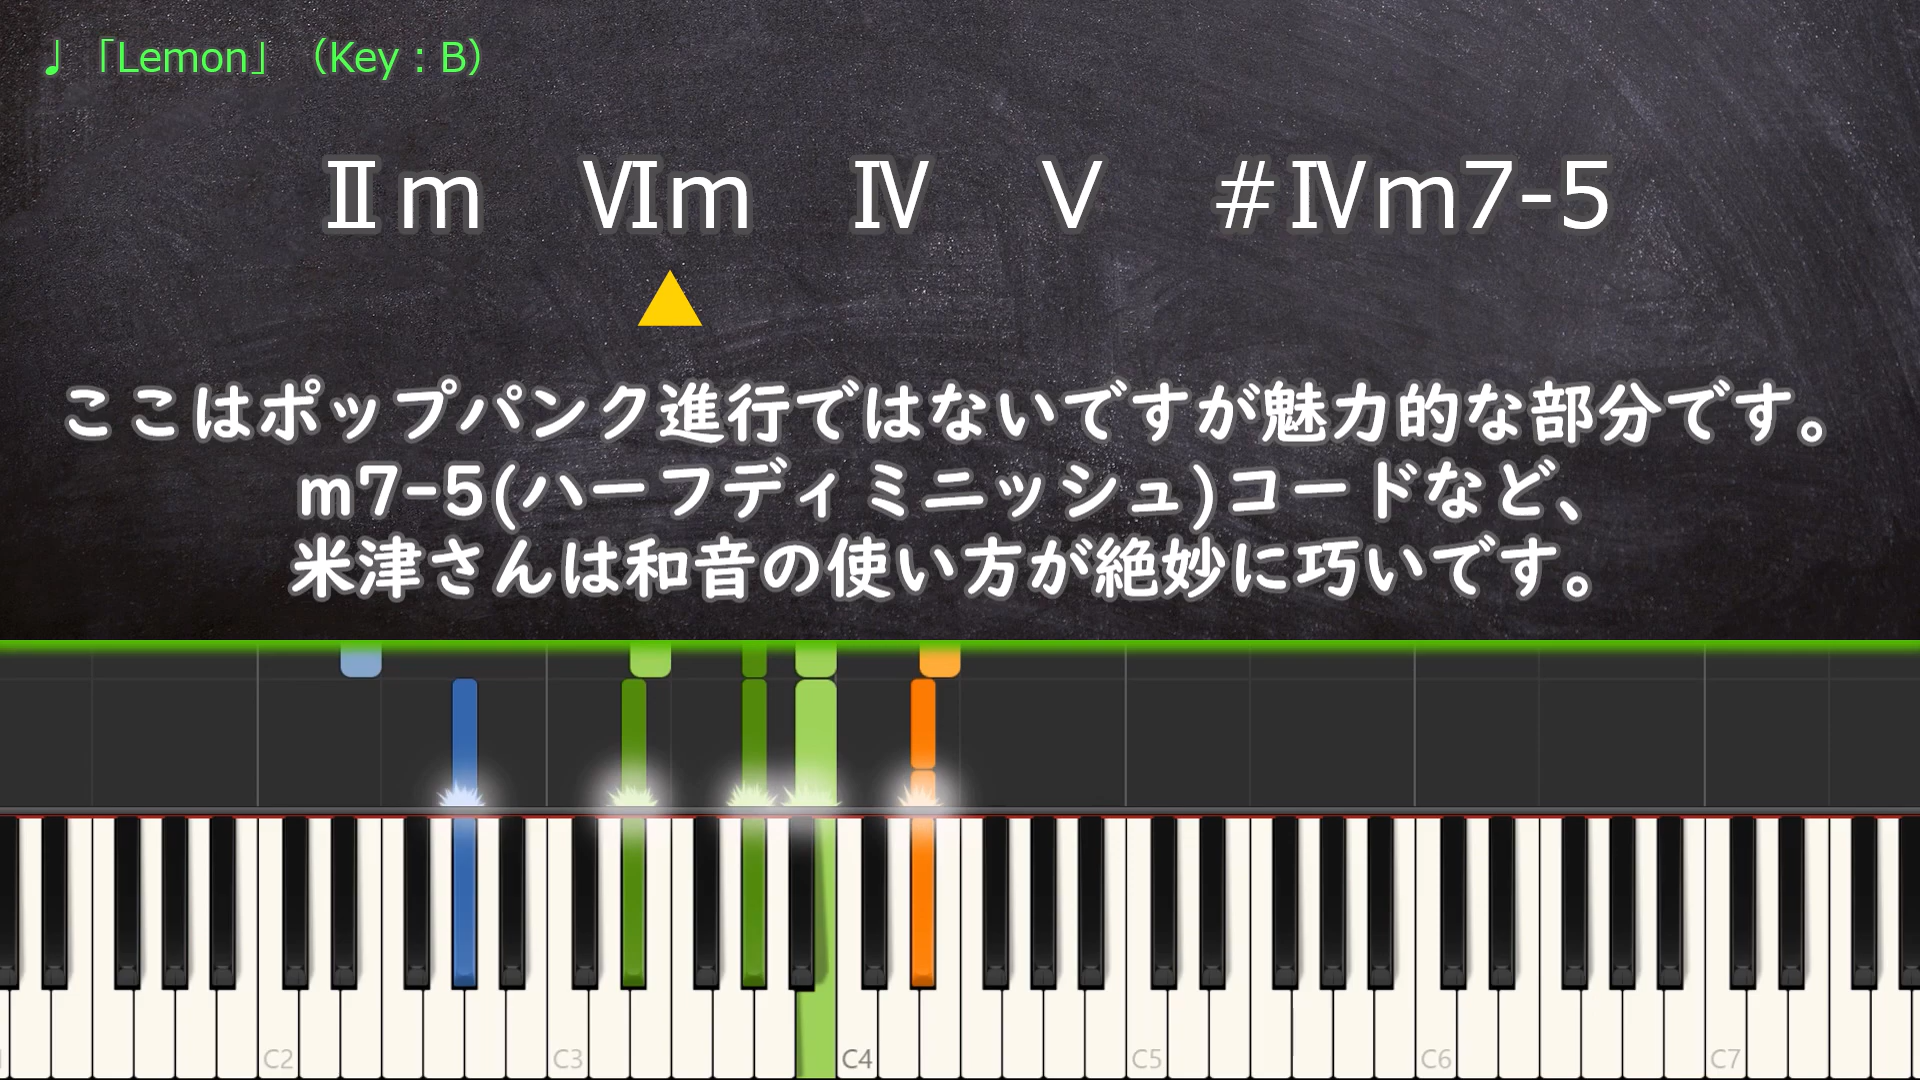 ♩「Lemon」（Key：B）
Ⅱm Ⅵm Ⅳ Ⅴ ＃Ⅳm7-5
ここはポップパンク進行ではないですが魅力的な部分です。
m7-5(ハーフディミニッシュ)コードなど、
米津さんは和音の使い方が絶妙に巧いです。
C2 C3 C4 C5 C6 C7